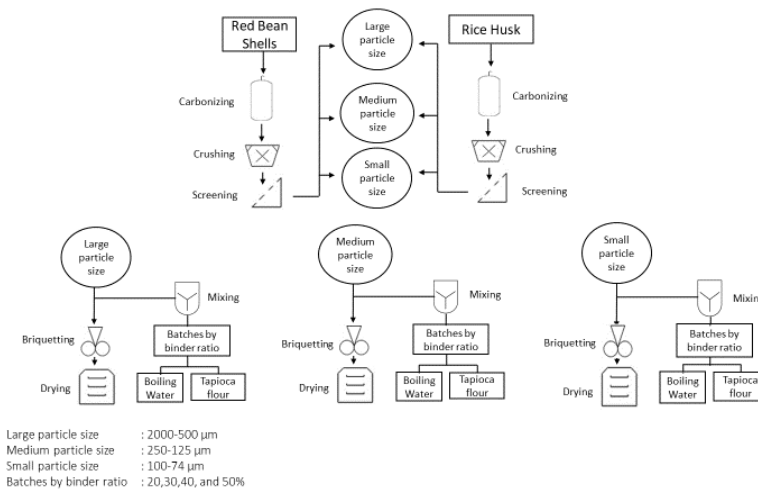 Red Bean
Shells
Large
particle
size
Rice Husk
Carbonizing
Medium
particle
size
Carbonizing
Crushing
Crushing
Small
particle
size
Screening
Screening
Large
particle
size
Mixing
Briquetting
Batches by
binder ratio
Drying
Boiling
Water
Tapioca
flour
Medium
particle
size
Mixing
Briquetting
Batches by
binder ratio
Drying
Boiling
Water
Tapioca
flour
Small
particle
size
Mixin
Briquetting
Batches by
binder ratio
Drying
Boiling
Water
Tapioca
flour
Large particle size : 2000-500 µm
Medium particle size : 250-125 µm
Small particle size : 100-74 µm
Batches by binder ratio : 20,30,40, and 50%